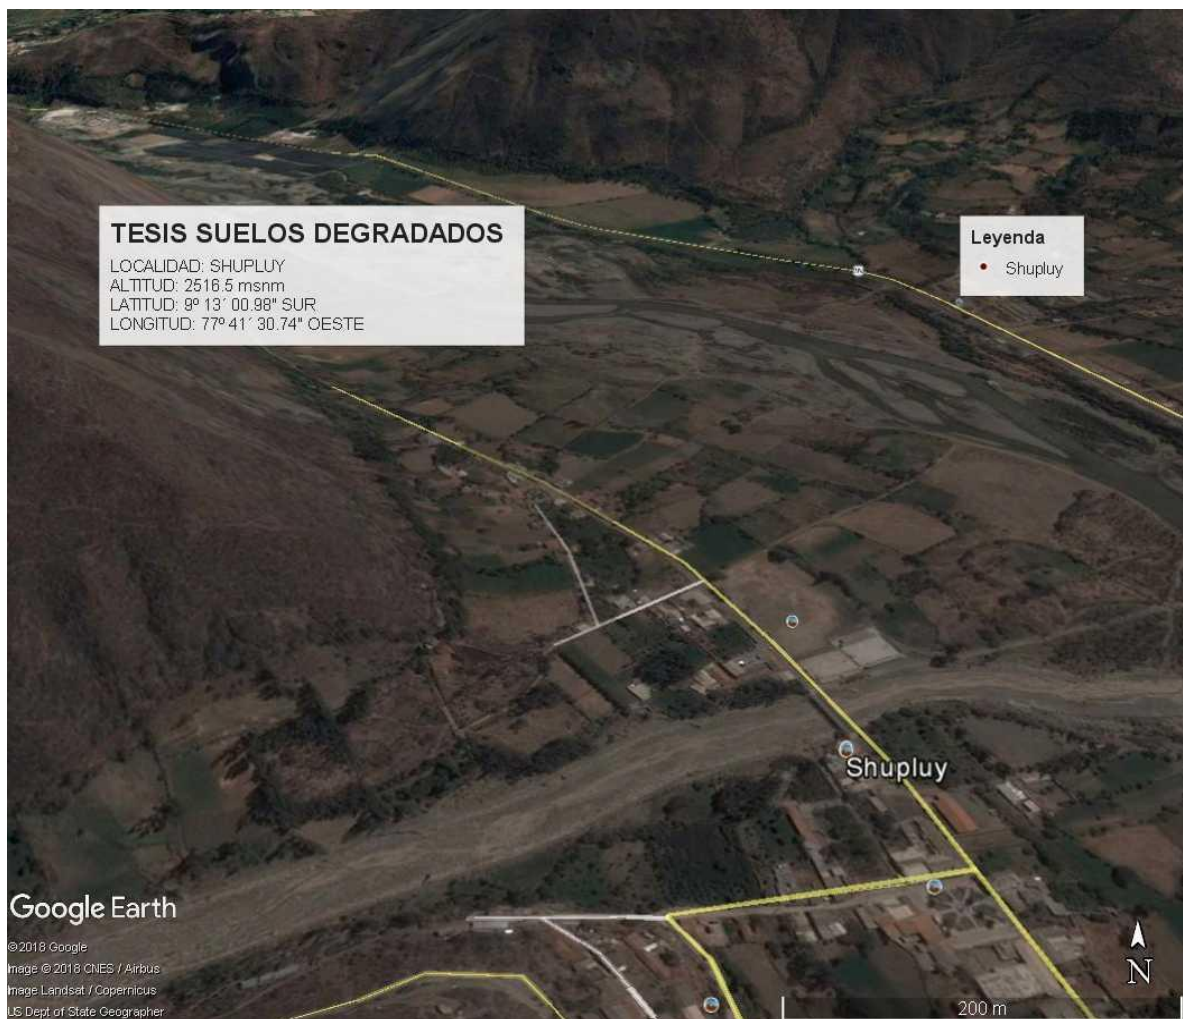 TESIS SUELOS DEGRADADOS
LOCALIDAD: SHUPLUY
ALTITUD: 2516.5 msnm
LATITUD: 9º 13´ 00.98" SUR
LONGITUD: 77º 41´ 30.74" OESTE
Leyenda
Shupluy
Shupluy
Google Earth
©2018 Google
Image © 2018 CNES / Airbus
Image Landsat / Copernicus
US Dept of State Geographer
N
200 m